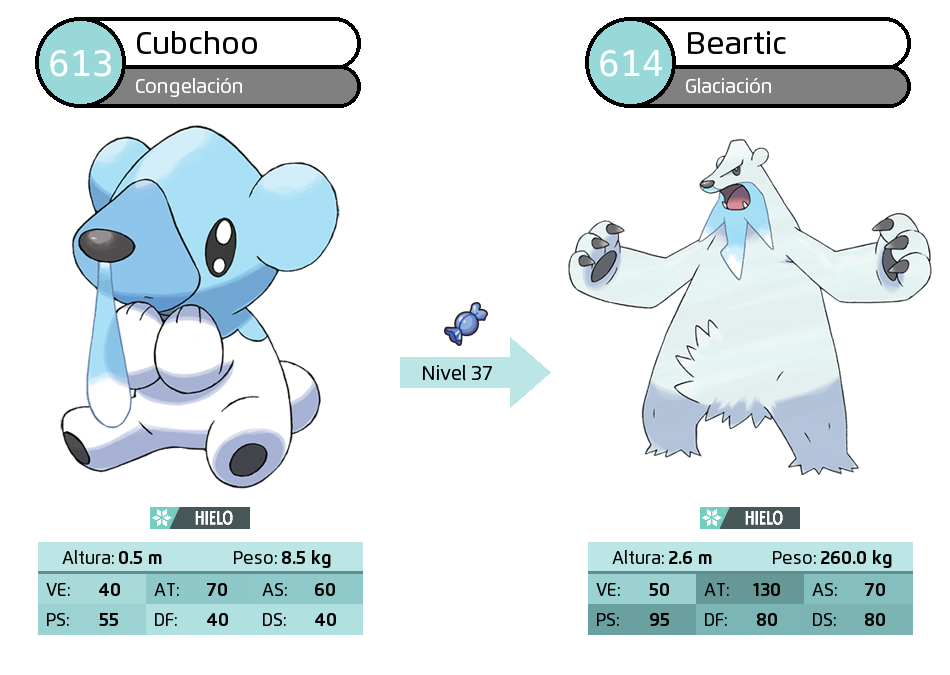 613 Cubchoo
Congelación
614 Beartic
Glaciación
Nivel 37
HIELO
Altura: 0.5 m Peso: 8.5 kg
VE: 40 AT: 70 AS: 60
PS: 55 DF: 40 DS: 40
HIELO
Altura: 2.6 m Peso: 260.0 kg
VE: 50 AT: 130 AS: 70
PS: 95 DF: 80 DS: 80